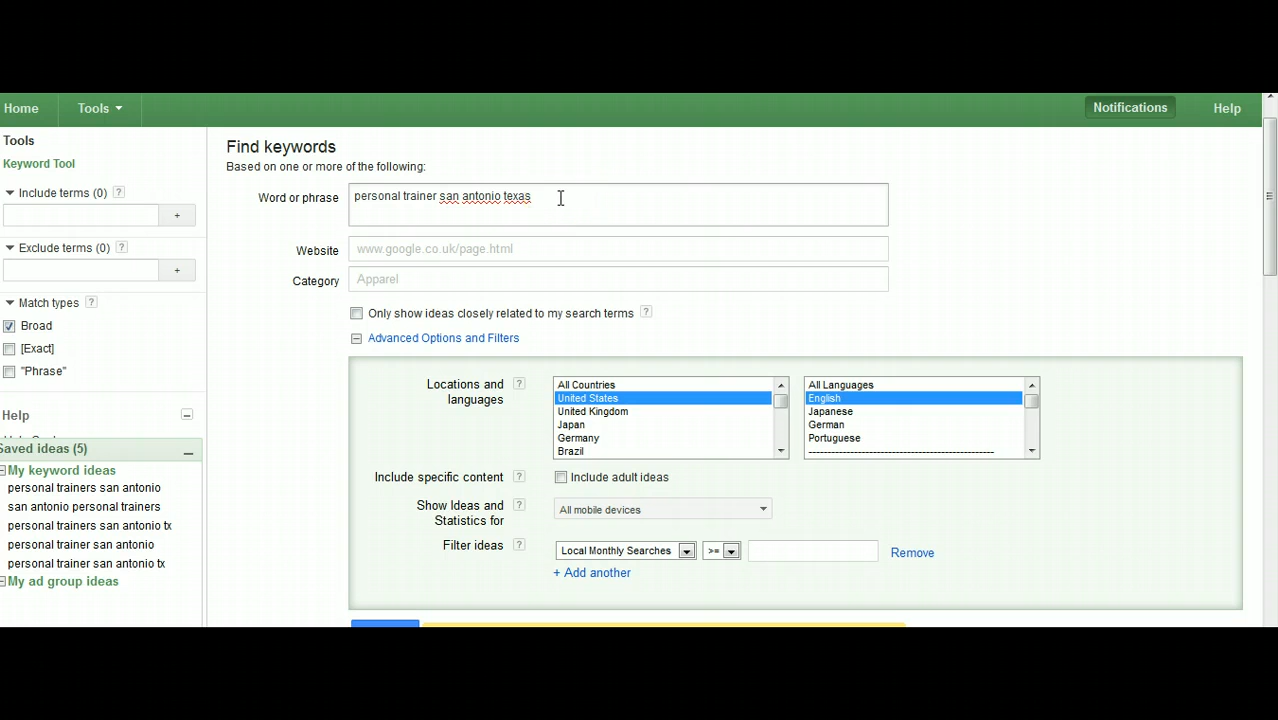 Home Tools Notifications Help
Tools
Keyword Tool
Include terms (0) ?
+
Exclude terms (0) ?
+
Match types ?
Broad
[Exact]
"Phrase"
Help
Saved ideas (5)
My keyword ideas
personal trainers san antonio
san antonio personal trainers
personal trainers san antonio tx
personal trainer san antonio
personal trainer san antonio tx
My ad group ideas
Find keywords
Based on one or more of the following:
Word or phrase personal trainer san antonio texas
Website www.google.co.uk/page.html
Category Apparel
Only show ideas closely related to my search terms ?
Advanced Options and Filters
Locations and languages ?
All Countries
United States
United Kingdom
Japan
Germany
Brazil
All Languages
English
Japanese
German
Portuguese
Include specific content ? Include adult ideas
Show Ideas and
Statistics for ? All mobile devices
Filter ideas ? Local Monthly Searches >= Remove
+ Add another